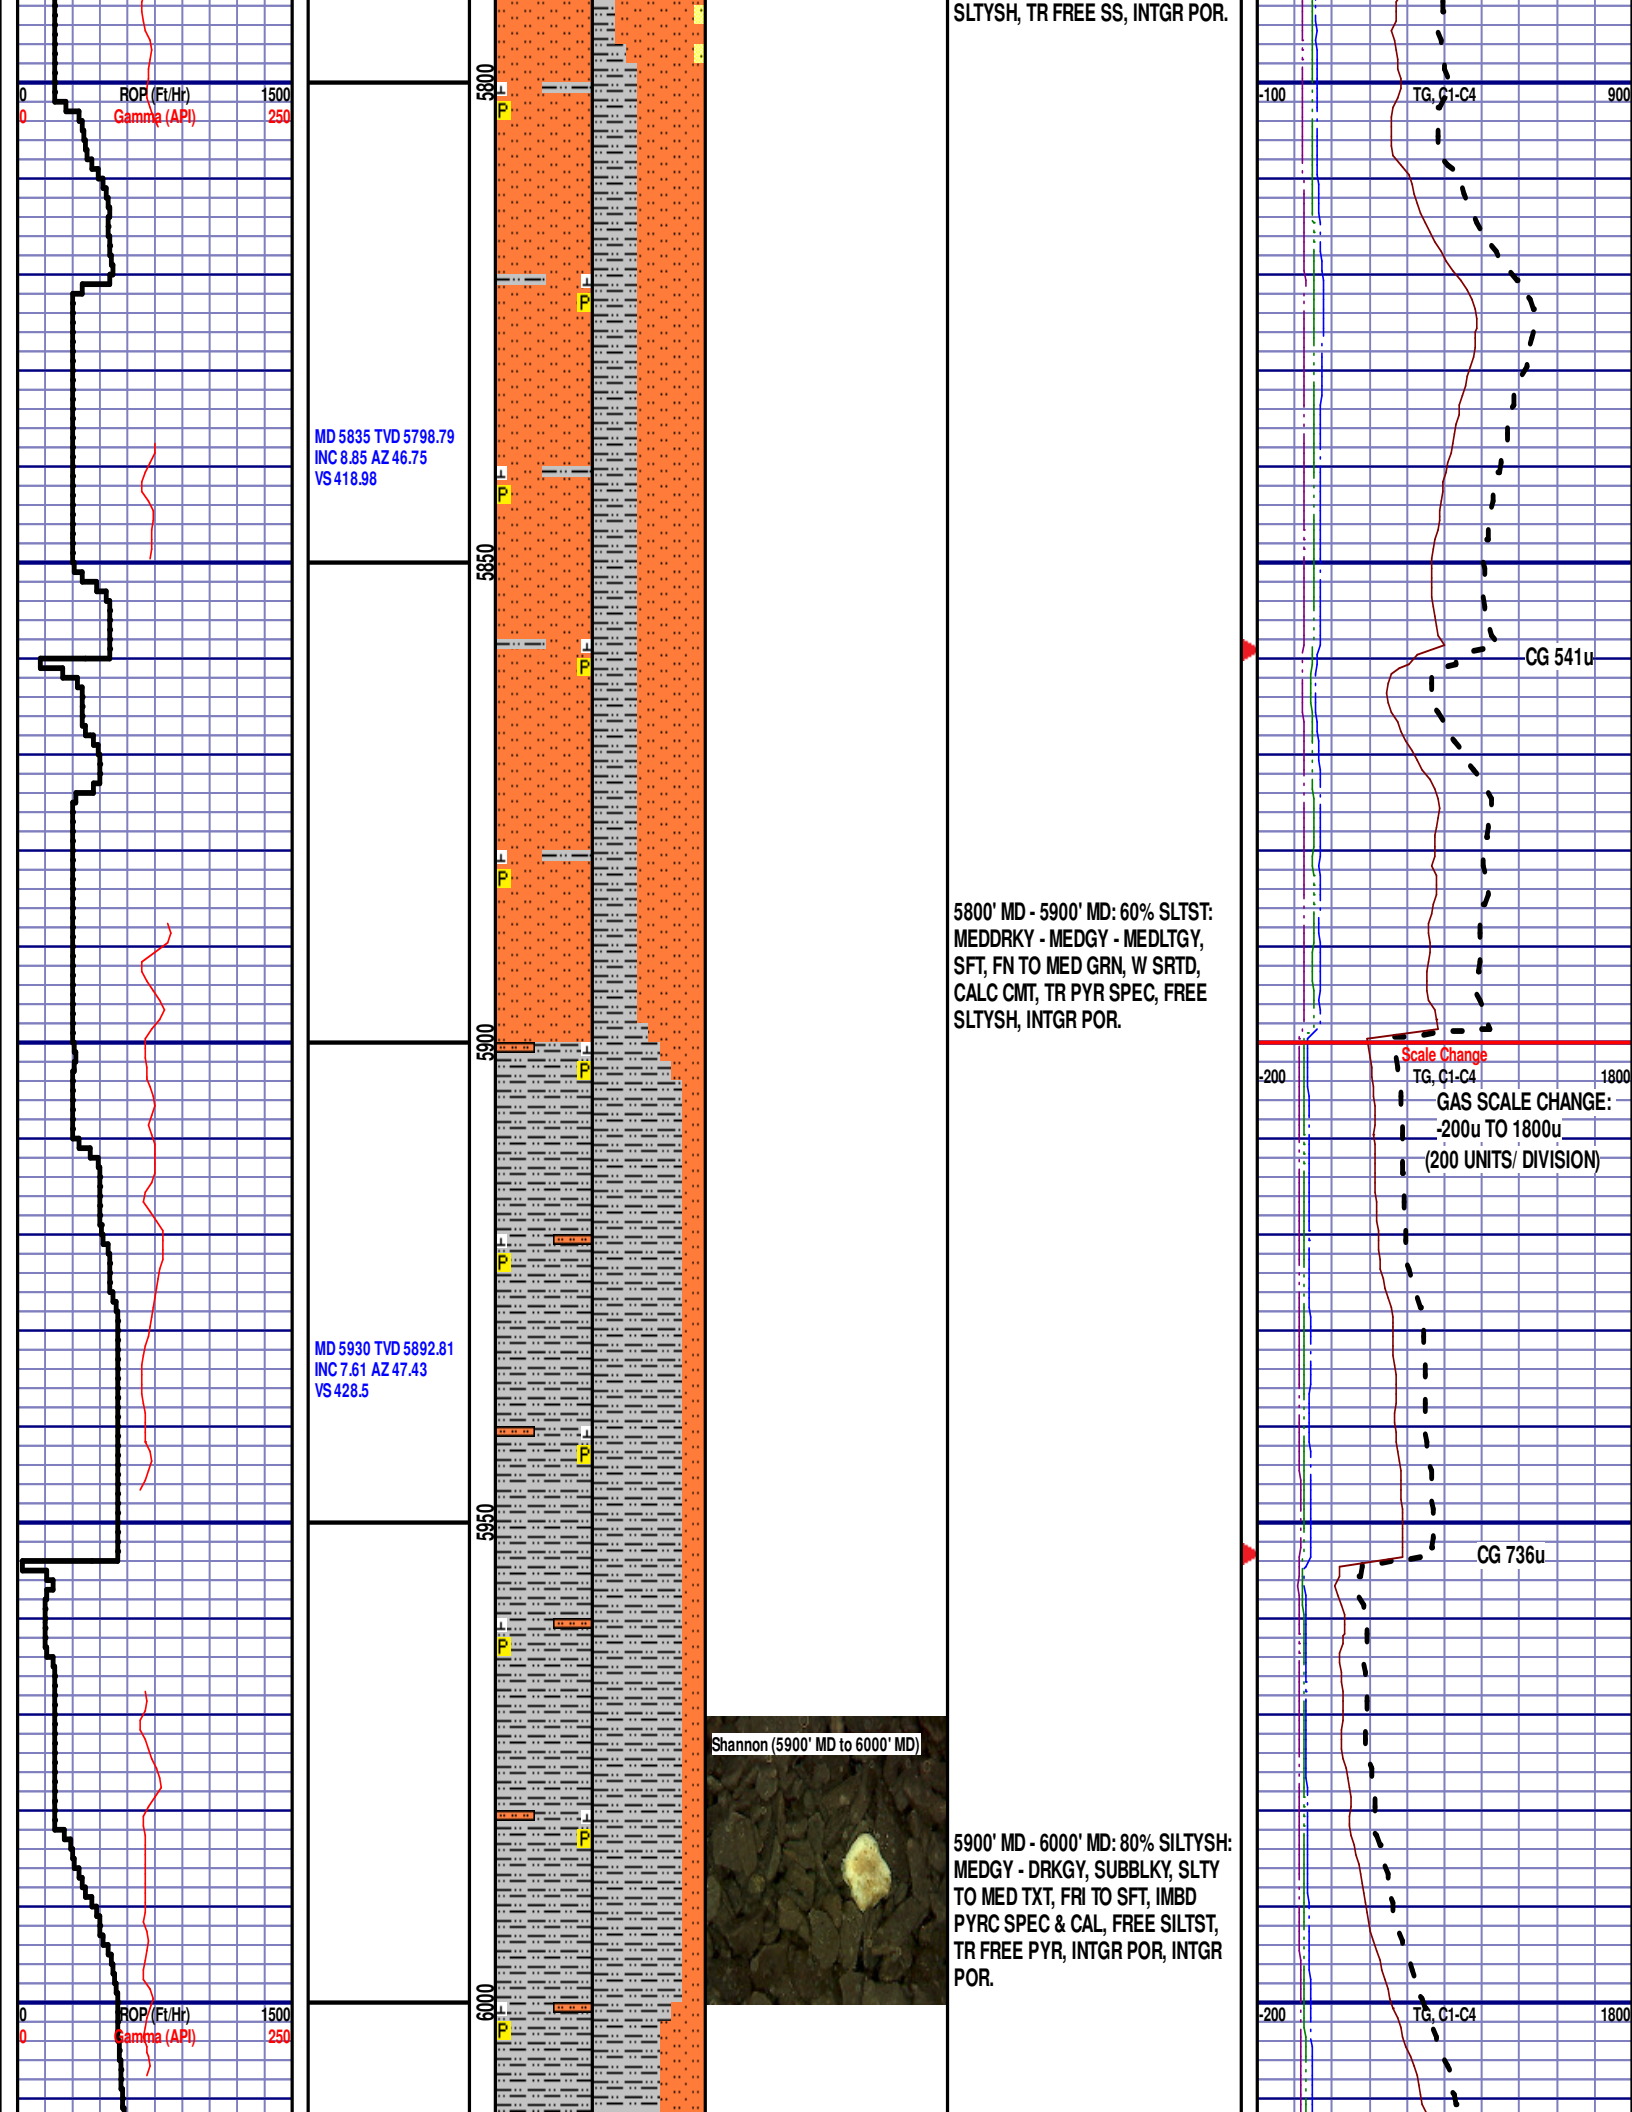 SLTYSH, TR FREE SS, INTGR POR.
ROP (Ft/Hr)
0
1500
Gamma (API)
0
250
5800
P
-100
TG, C1-C4
900
P
MD 5835 TVD 5798.79
INC 8.85 AZ 46.75
VS 418.98
P
5850
P
CG 541u
P
5800' MD - 5900' MD: 60% SLTST:
MEDDRKY - MEDGY - MEDLTGY,
SFT, FN TO MED GRN, W SRTD,
CALC CMT, TR PYR SPEC, FREE
SLTYSH, INTGR POR.
5900
P
Scale Change
-200
TG, C1-C4
1800
GAS SCALE CHANGE:
-200u TO 1800u
(200 UNITS/ DIVISION)
P
MD 5930 TVD 5892.81
INC 7.61 AZ 47.43
VS 428.5
P
5950
CG 736u
P
Shannon (5900' MD to 6000' MD)
P
5900' MD - 6000' MD: 80% SILTYSH:
MEDGY - DRKGY, SUBBLKY, SLTY
TO MED TXT, FRI TO SFT, IMBD
PYRC SPEC & CAL, FREE SILTST,
TR FREE PYR, INTGR POR, INTGR
POR.
6000
P
0
ROP (Ft/Hr)
1500
0
Gamma (API)
250
-200
TG, C1-C4
1800